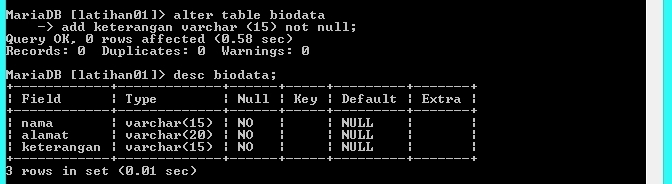 MariaDB [latihan01]> alter table biodata
    -> add keterangan varchar (15) not null;
Query OK, 0 rows affected (0.58 sec)
Records: 0  Duplicates: 0  Warnings: 0
MariaDB [latihan01]> desc biodata;
+------------+-------------+------+-----+---------+-------+
| Field      | Type        | Null | Key | Default | Extra |
+------------+-------------+------+-----+---------+-------+
| nama       | varchar(15) | NO   |     | NULL    |       |
| alamat     | varchar(20) | NO   |     | NULL    |       |
| keterangan | varchar(15) | NO   |     | NULL    |       |
+------------+-------------+------+-----+---------+-------+
3 rows in set (0.01 sec)